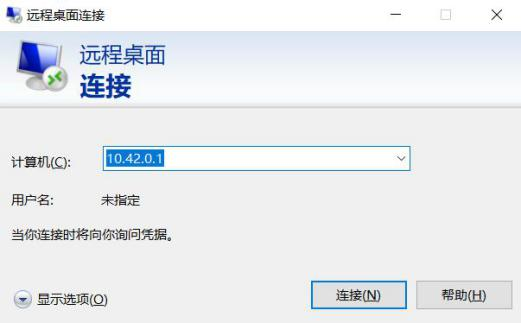 远程桌面连接
远程桌面
连接
计算机(C): 10.42.0.1
用户名: 未指定
当你连接时将向你询问凭据。
显示选项(O) 连接(N) 帮助(H)